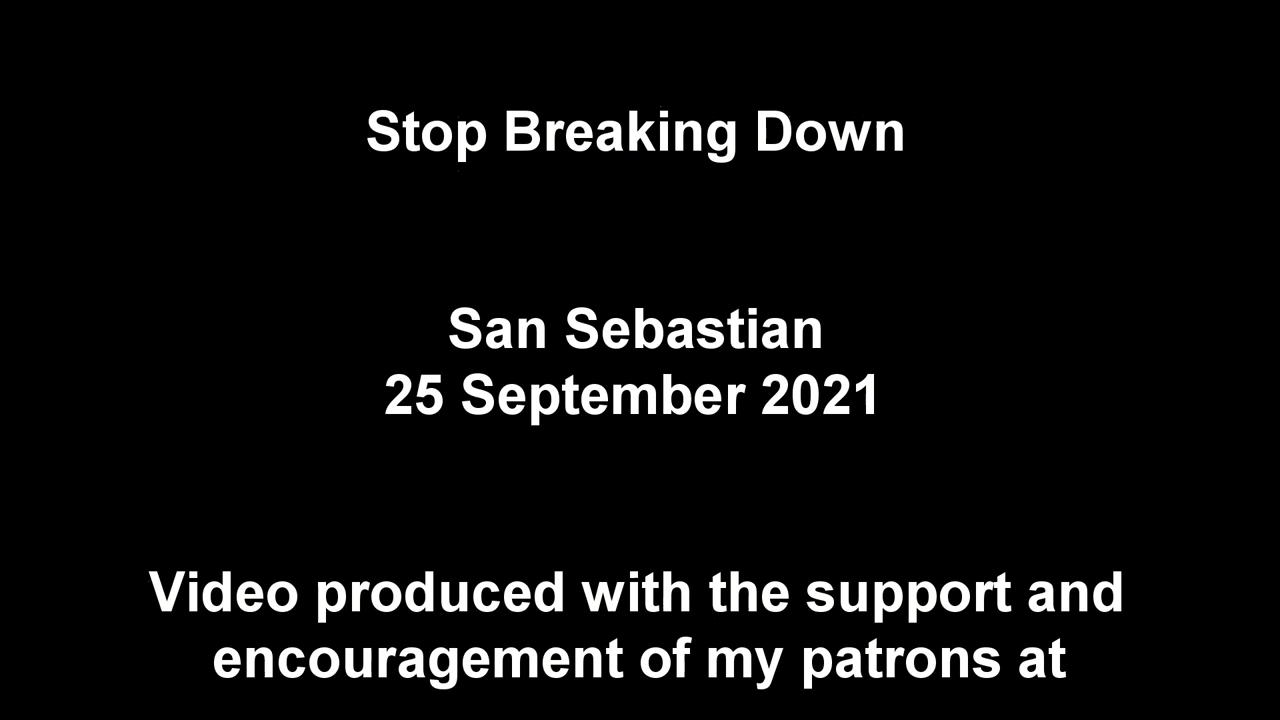 Stop Breaking Down
San Sebastian
25 September 2021
Video produced with the support and
encouragement of my patrons at